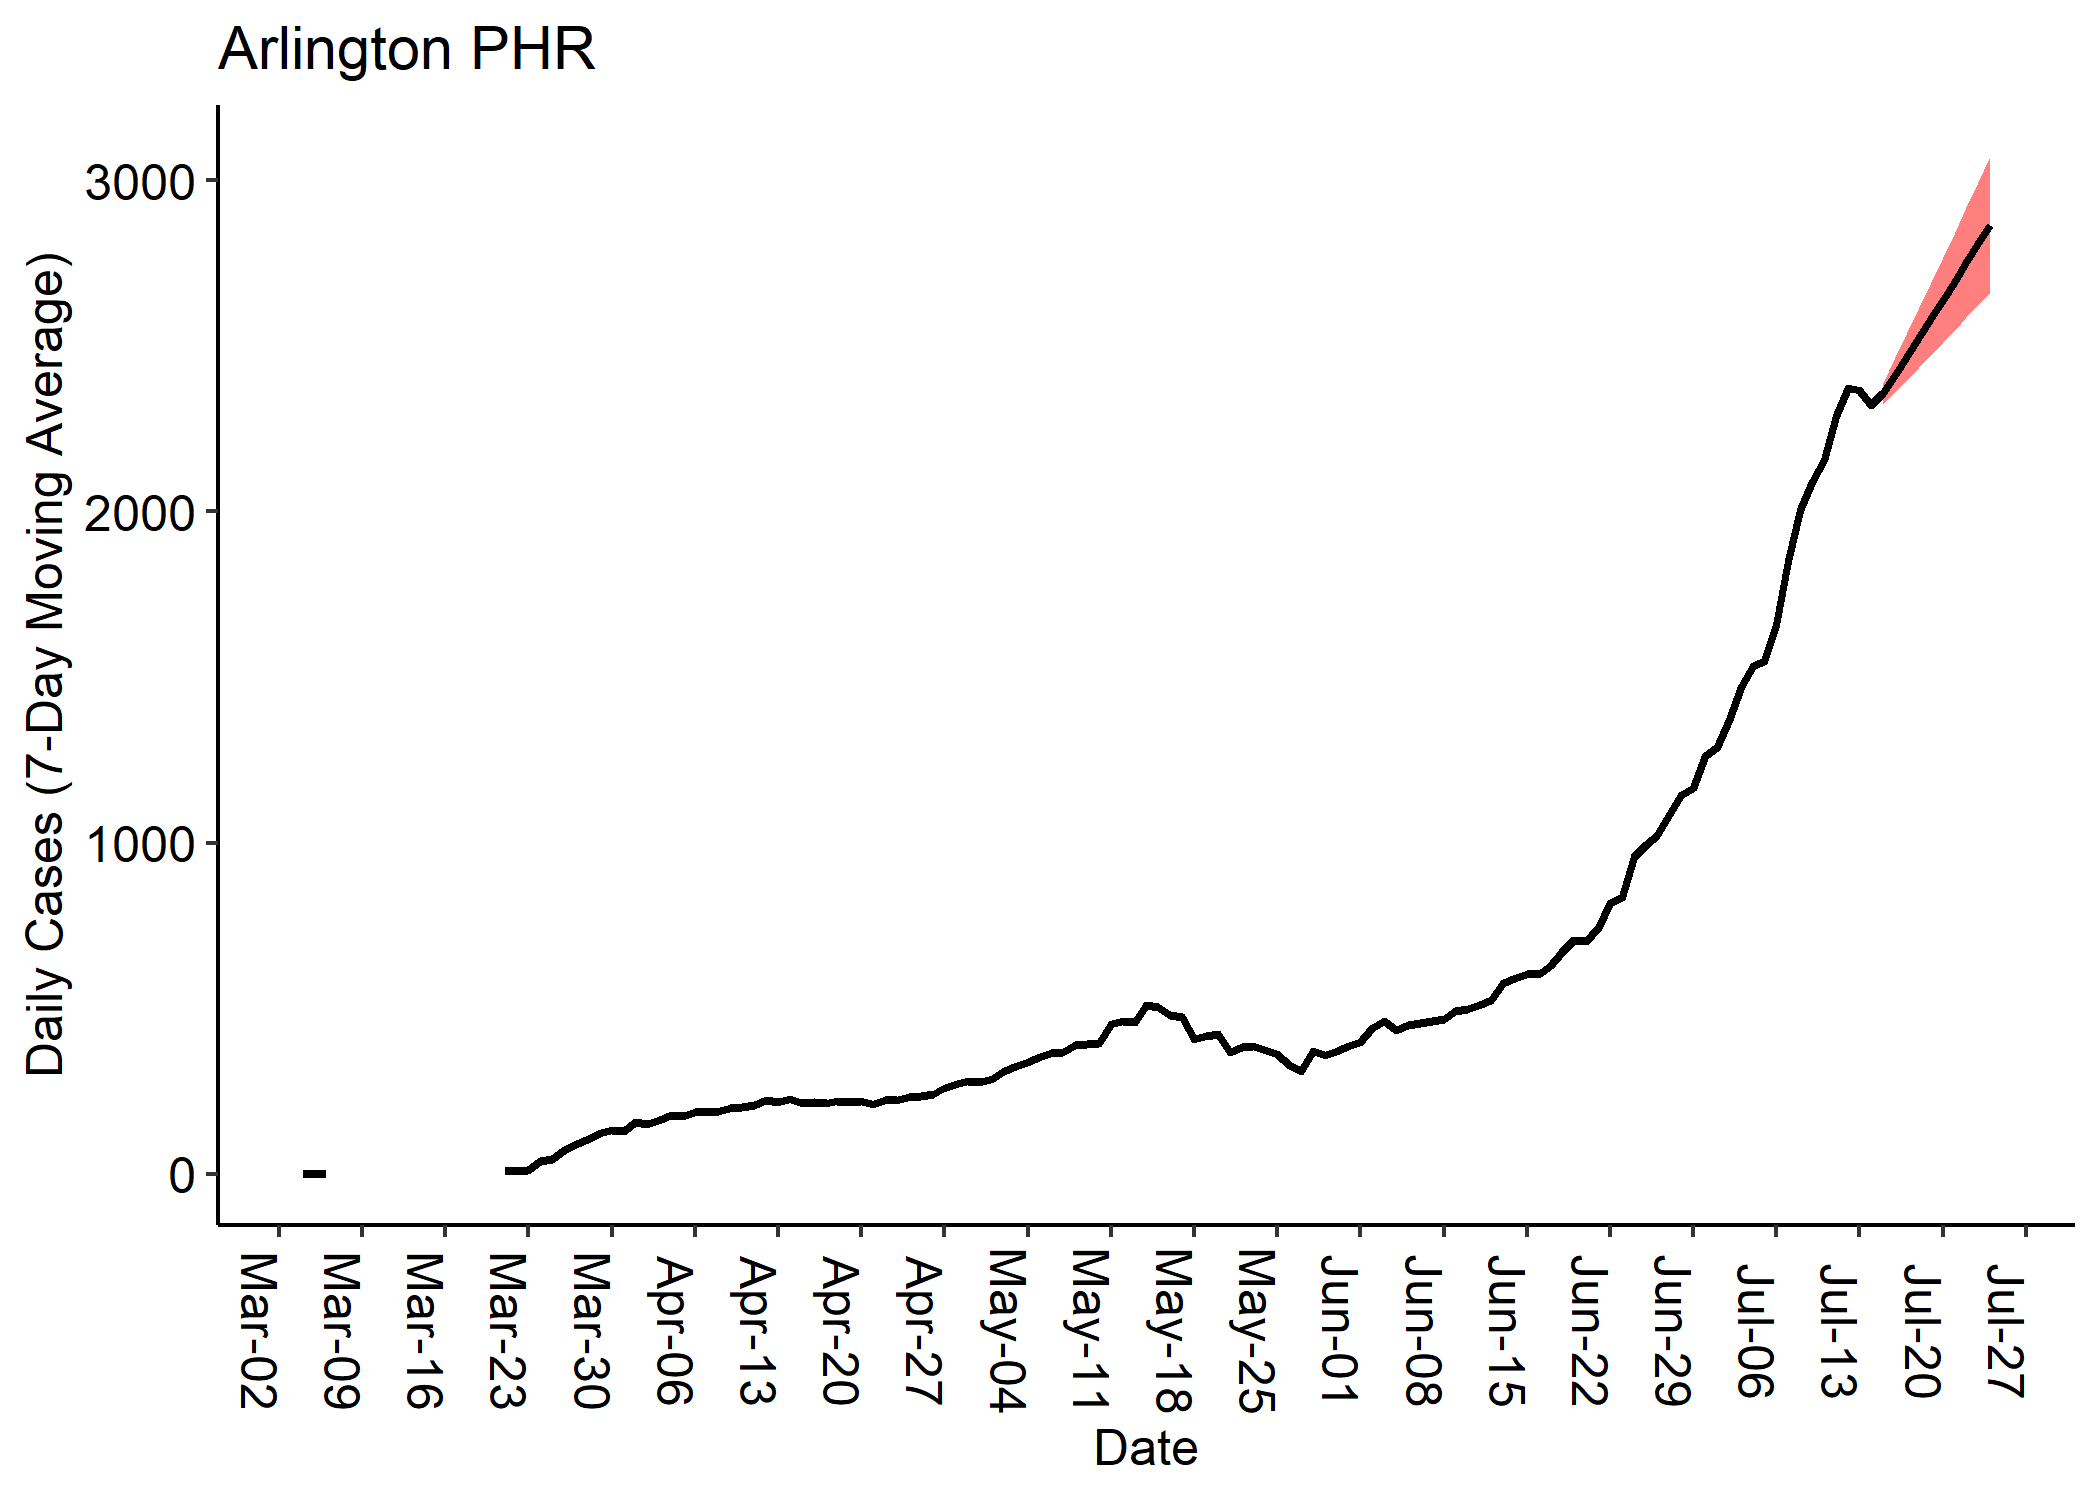 Arlington PHR
Daily Cases (7-Day Moving Average)
3000
2000
1000
0
Mar-02
Mar-09
Mar-16
Mar-23
Mar-30
Apr-06
Apr-13
Apr-20
Apr-27
May-04
May-11
May-18
May-25
Jun-01
Jun-08
Jun-15
Jun-22
Jun-29
Jul-06
Jul-13
Jul-20
Jul-27
Date